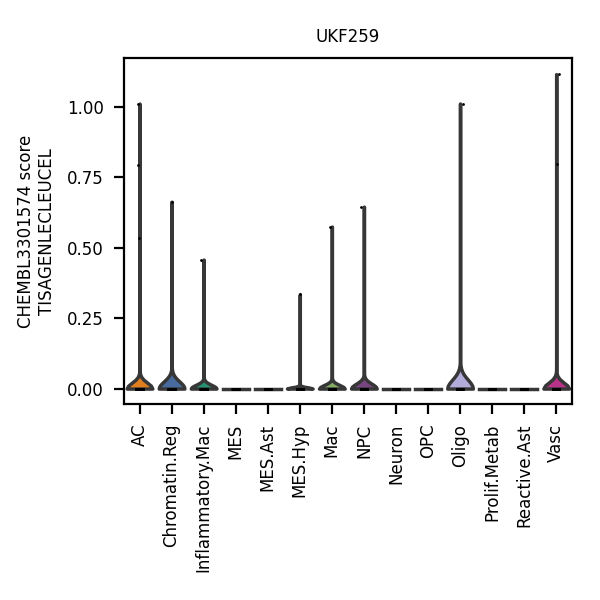 UKF259
CHEMBL3301574 score
TISAGENLECLEUCEL
1.00
0.75
0.50
0.25
0.00
AC
Chromatin.Reg
Inflammatory.Mac
MES
MES.Ast
MES.Hyp
Mac
NPC
Neuron
OPC
Oligo
Prolif.Metab
Reactive.Ast
Vasc